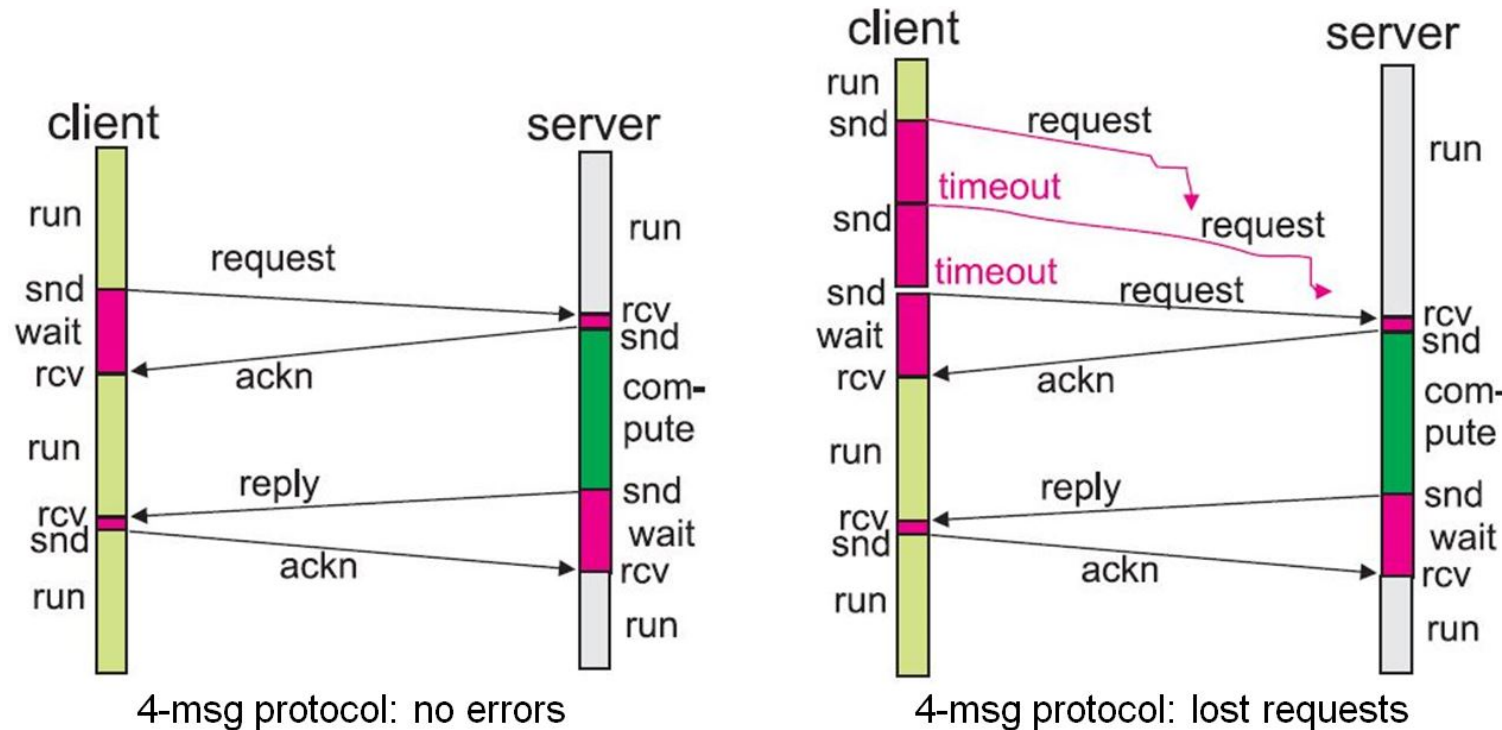 client
server
run
run
request
snd
rcv
snd
wait
rcv
ackn
com-
pute
run
reply
snd
rcv
snd
wait
ackn
rcv
run
run
4-msg protocol: no errors
client
server
run
snd
request
run
timeout
snd
request
timeout
snd
request
rcv
snd
wait
rcv
ackn
com-
pute
run
reply
snd
rcv
snd
wait
ackn
rcv
run
run
4-msg protocol: lost requests